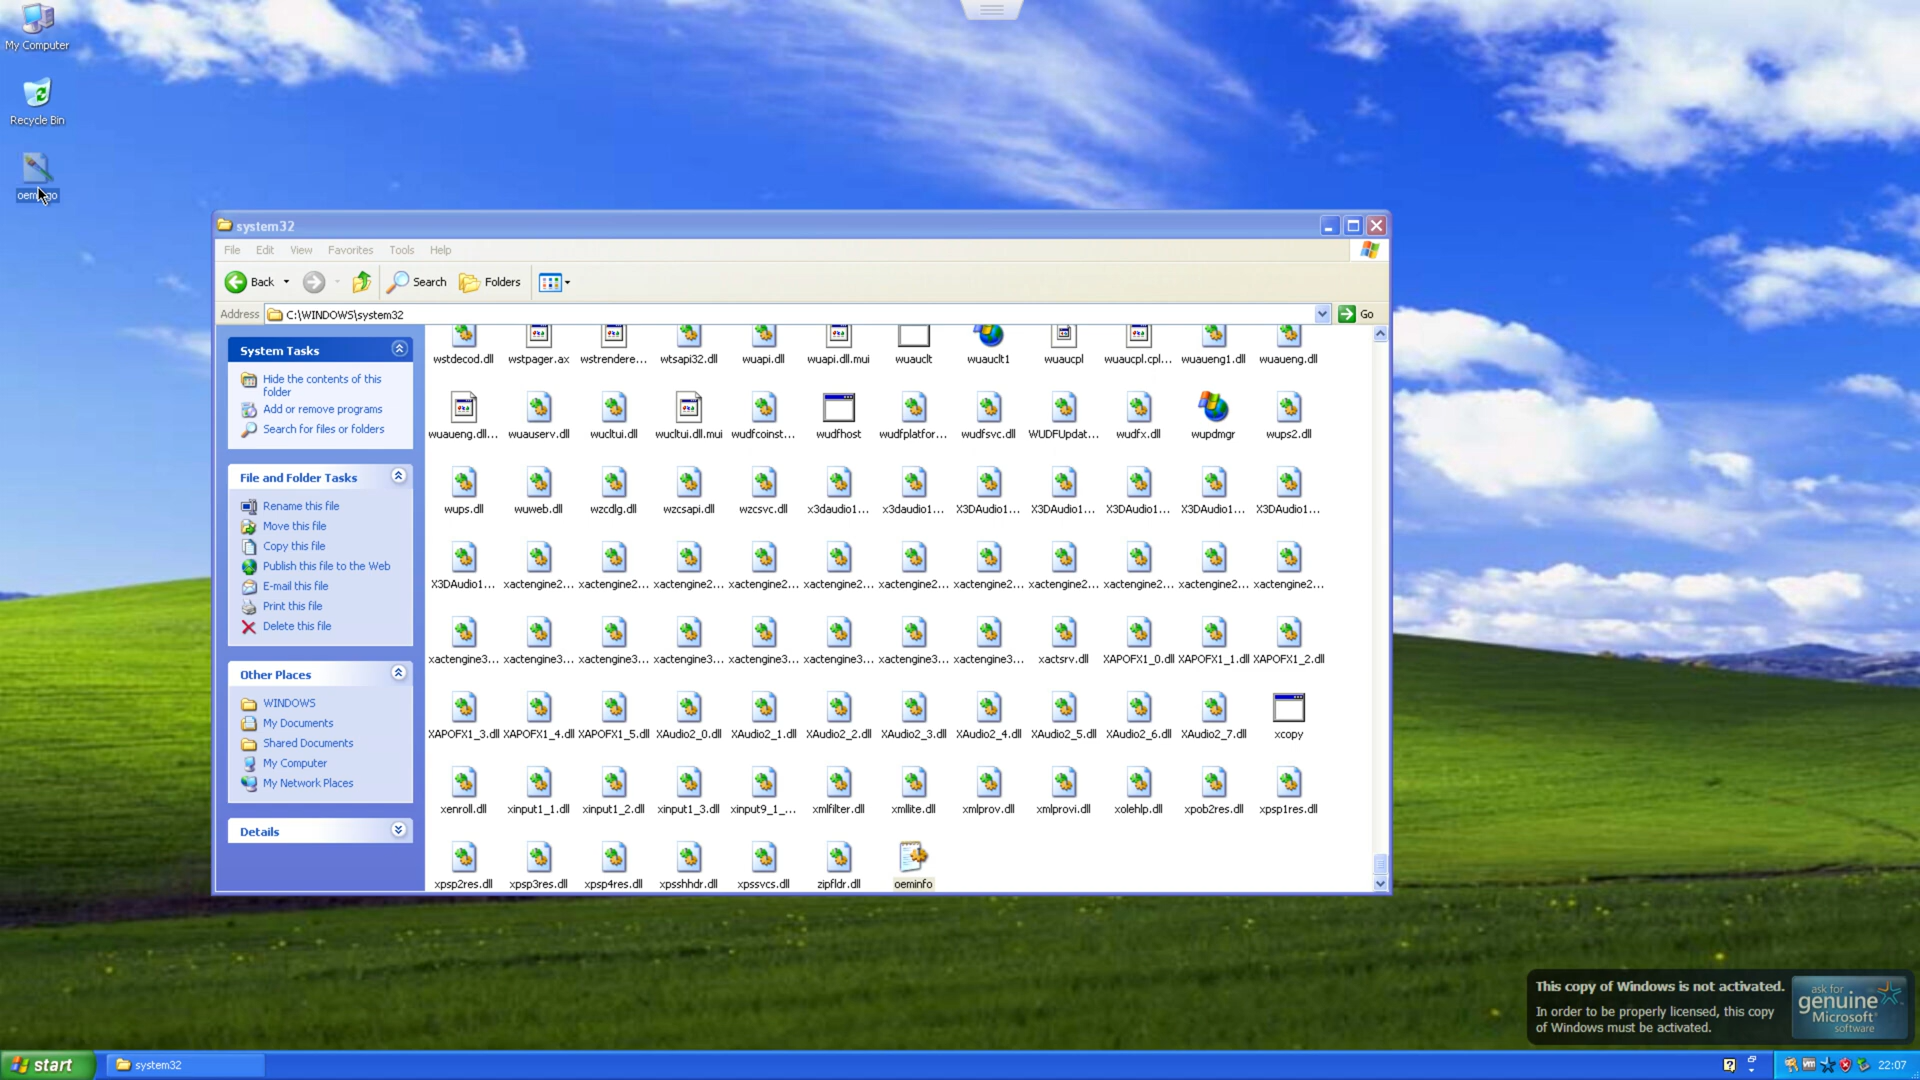 My Computer
Recycle Bin
system32
File Edit View Favorites Tools Help
Back Search Folders
Address C:\WINDOWS\system32 Go
System Tasks
Hide the contents of this
folder
Add or remove programs
Search for files or folders
File and Folder Tasks
Rename this file
Move this file
Copy this file
Publish this file to the Web
E-mail this file
Print this file
Delete this file
Other Places
WINDOWS
My Documents
Shared Documents
My Computer
My Network Places
Details
wstdecod.dll wstpager.ax wstrendere... wtsapi32.dll wuapi.dll wuapi.dll.mui wuauclt wuauclt1 wuaucpl wuaucpl.cpl... wuaueng1.dll wuaueng.dll
wuaueng.dll... wuauserv.dll wucltui.dll wucltui.dll.mui wudfcoinst... wudfhost wudfplatfor... wudfsvc.dll WUDFUpdat... wudfx.dll wupdmgr wups2.dll
wups.dll wuweb.dll wzcdlg.dll wzcsapi.dll wzcsvc.dll x3daudio1... x3daudio1... X3DAudio1... X3DAudio1... X3DAudio1... X3DAudio1... X3DAudio1...
X3DAudio1... xactengine2... xactengine2... xactengine2... xactengine2... xactengine2... xactengine2... xactengine2... xactengine2... xactengine2... xactengine2... xactengine2...
xactengine3... xactengine3... xactengine3... xactengine3... xactengine3... xactengine3... xactengine3... xactengine3... xactsrv.dll XAPOFX1_0.dll XAPOFX1_1.dll XAPOFX1_2.dll
XAPOFX1_3.dll XAPOFX1_4.dll XAPOFX1_5.dll XAudio2_0.dll XAudio2_1.dll XAudio2_2.dll XAudio2_3.dll XAudio2_4.dll XAudio2_5.dll XAudio2_6.dll XAudio2_7.dll xcopy
xenroll.dll xinput1_1.dll xinput1_2.dll xinput1_3.dll xinput9_1_... xmlfilter.dll xmllite.dll xmlprov.dll xmlprovi.dll xolehlp.dll xpob2res.dll xpsp1res.dll
xpsp2res.dll xpsp3res.dll xpsp4res.dll xpsshhdr.dll xpssvcs.dll zipfldr.dll oeminfo
This copy of Windows is not activated.
In order to be properly licensed, this copy
of Windows must be activated.
ask for
genuine
Microsoft
software
start system32 22:07